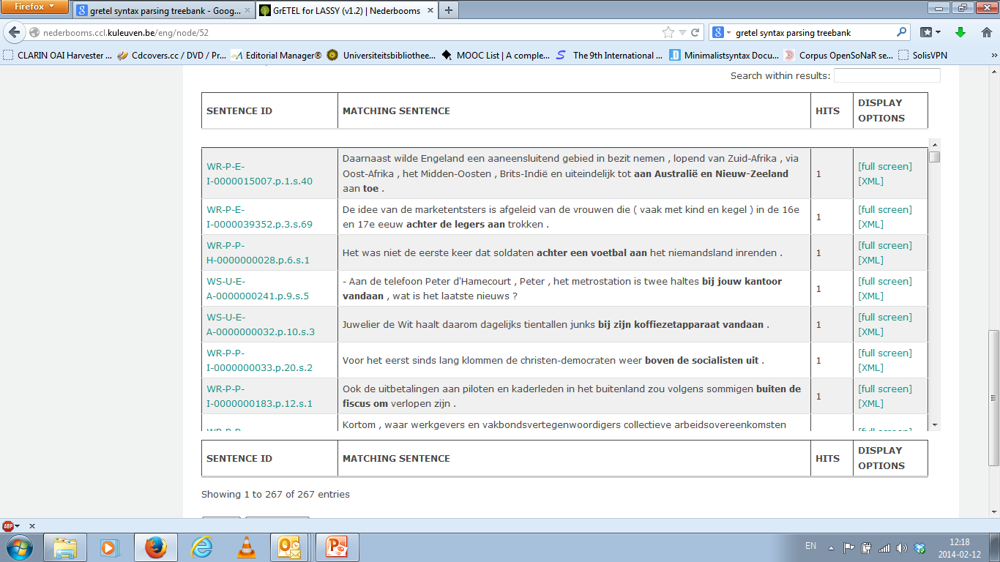 Firefox
gretel syntax parsing treebank - Goog...
GrETEL for LASSY (v1.2) | Nederbooms
nederbooms.ccl.kuleuven.be/eng/node/52
gretel syntax parsing treebank
CLARIN OAI Harvester ...
Cdcovers.cc / DVD / Pr...
Editorial Manager®
Universiteitsbibliothee...
MOOC List | A comple...
The 9th International ...
Minimalistsyntax Docu...
Corpus OpenSoNaR se...
SolisVPN
Search within results:
SENTENCE ID
MATCHING SENTENCE
HITS
DISPLAY
OPTIONS
WR-P-E-
I-0000015007.p.1.s.40
Daarnaast wilde Engeland een aaneensluitend gebied in bezit nemen , lopend van Zuid-Afrika , via
Oost-Afrika , het Midden-Oosten , Brits-Indië en uiteindelijk tot aan Australië en Nieuw-Zeeland
aan toe .
1
[full screen]
[XML]
WR-P-E-
I-0000039352.p.3.s.69
De idee van de marketentsters is afgeleid van de vrouwen die ( vaak met kind en kegel ) in de 16e
en 17e eeuw achter de legers aan trokken .
1
[full screen]
[XML]
WR-P-P-
H-0000000028.p.6.s.1
Het was niet de eerste keer dat soldaten achter een voetbal aan het niemandsland inrenden .
1
[full screen]
[XML]
WS-U-E-
A-0000000241.p.9.s.5
- Aan de telefoon Peter d'Hamecourt , Peter , het metrostation is twee haltes bij jouw kantoor
vandaan , wat is het laatste nieuws ?
1
[full screen]
[XML]
WS-U-E-
A-0000000032.p.10.s.3
Juwelier de Wit haalt daarom dagelijks tientallen junks bij zijn koffiezetapparaat vandaan .
1
[full screen]
[XML]
WR-P-P-
I-0000000033.p.20.s.2
Voor het eerst sinds lang klommen de christen-democraten weer boven de socialisten uit .
1
[full screen]
[XML]
WR-P-P-
I-0000000183.p.12.s.1
Ook de uitbetalingen aan piloten en kaderleden in het buitenland zou volgens sommigen buiten de
fiscus om verlopen zijn .
1
[full screen]
[XML]
WR-P-P-
Kortom , waar werkgevers en vakbondsvertegenwoordigers collectieve arbeidsovereenkomsten
[full screen]
SENTENCE ID
MATCHING SENTENCE
HITS
DISPLAY
OPTIONS
Showing 1 to 267 of 267 entries
ABP
EN
12:18
2014-02-12